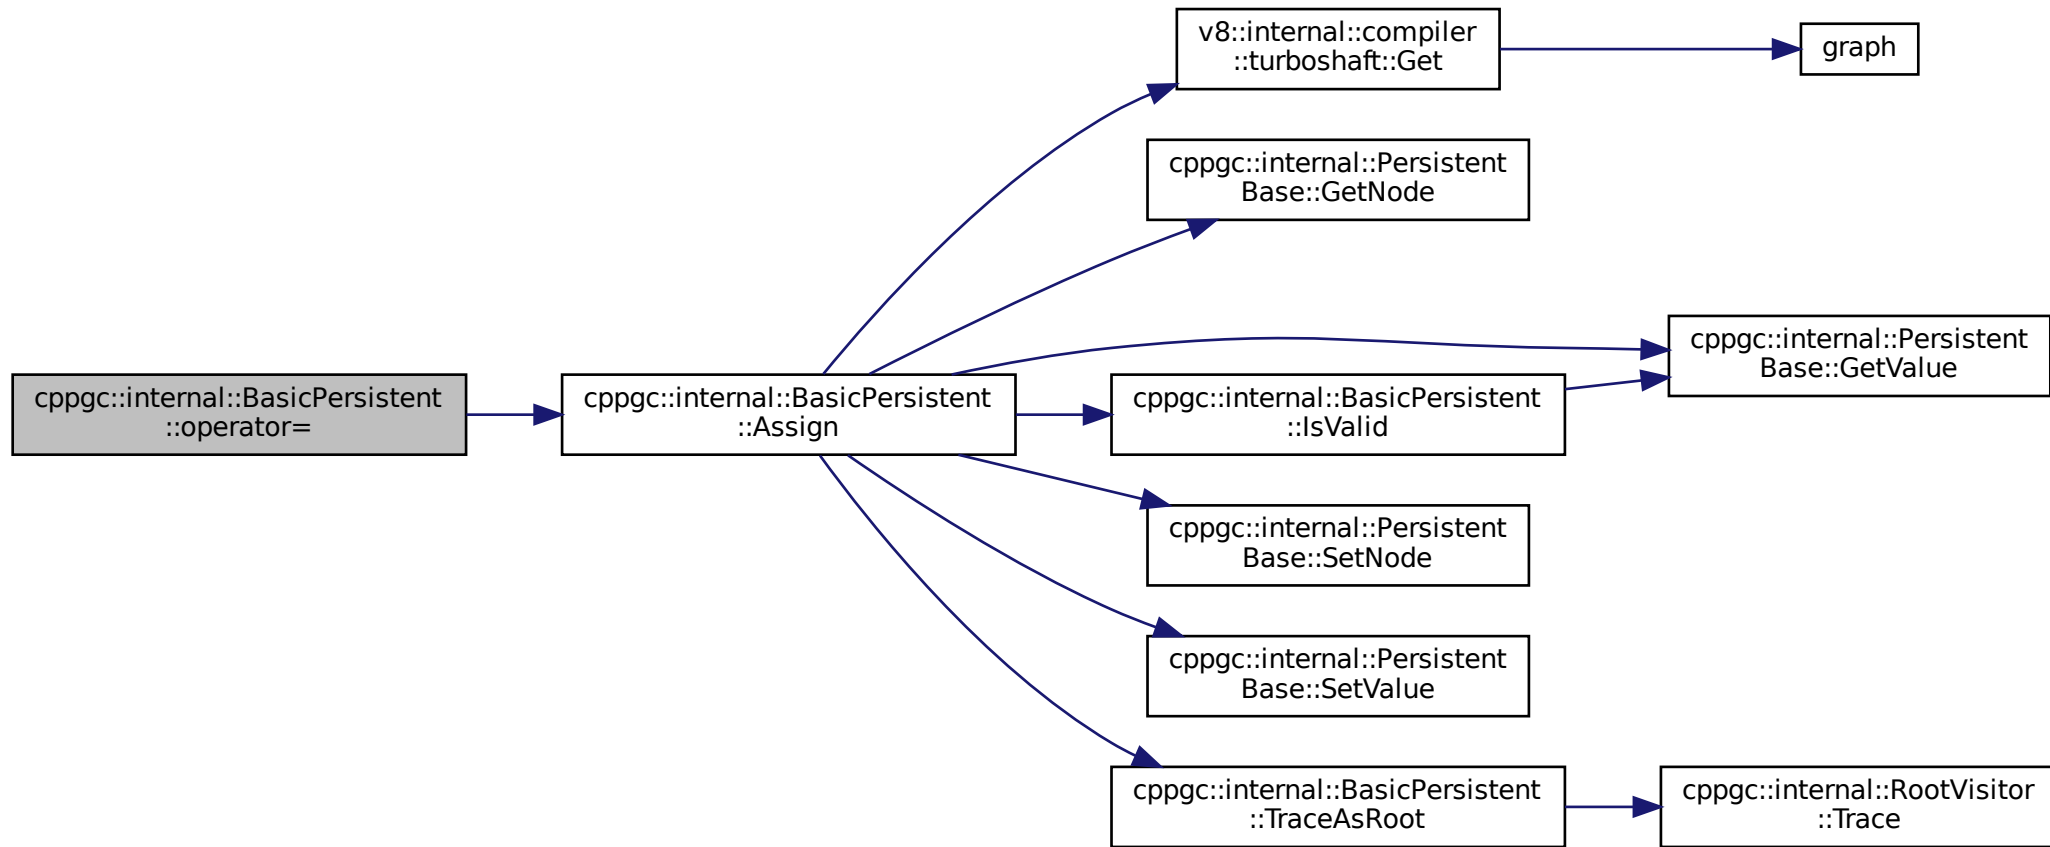 v8::internal::compiler
::turboshaft::Get
graph
cppgc::internal::Persistent
Base::GetNode
cppgc::internal::Persistent
Base::GetValue
cppgc::internal::BasicPersistent
::operator=
cppgc::internal::BasicPersistent
::Assign
cppgc::internal::BasicPersistent
::IsValid
cppgc::internal::Persistent
Base::SetNode
cppgc::internal::Persistent
Base::SetValue
cppgc::internal::BasicPersistent
::TraceAsRoot
cppgc::internal::RootVisitor
::Trace